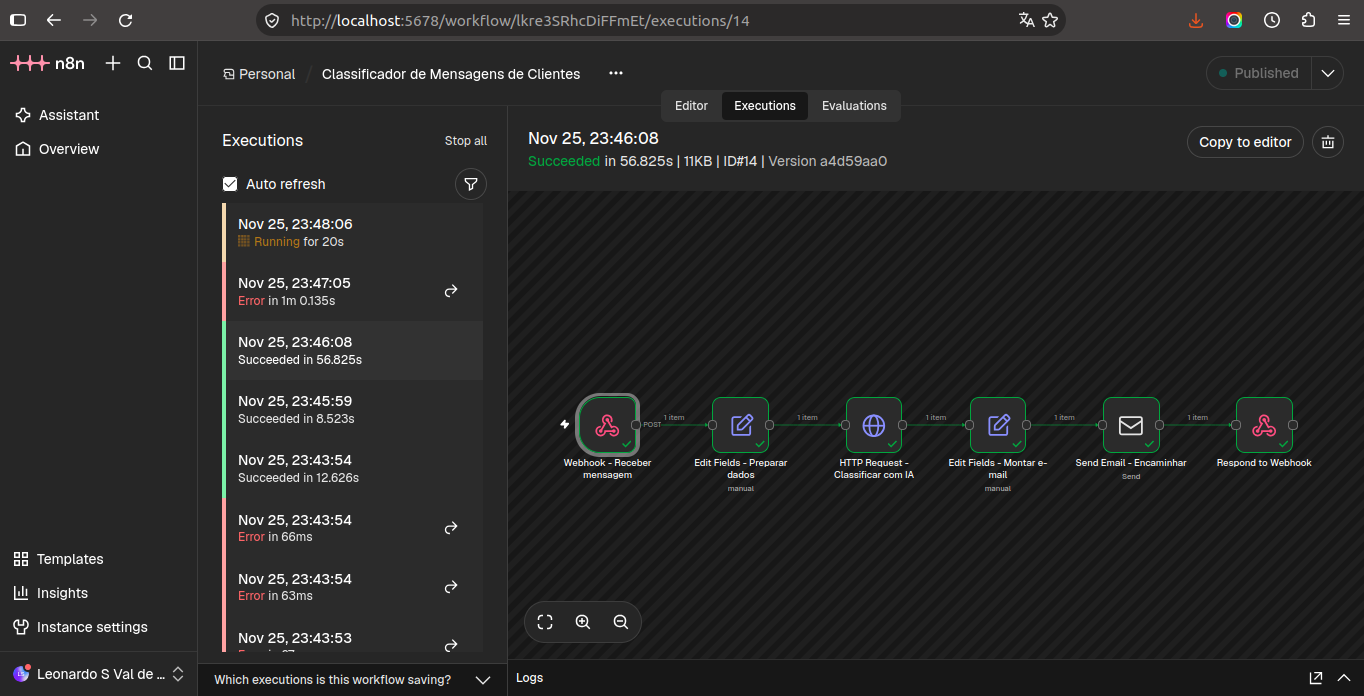 http://localhost:5678/workflow/lkre3SRhcDiFFmEt/executions/14
n8n
Assistant
Overview
Templates
Insights
Instance settings
Leonardo S Val de ...
Personal / Classificador de Mensagens de Clientes ...
Published
Editor Executions Evaluations
Executions
Stop all
Auto refresh
Nov 25, 23:48:06
Running for 20s
Nov 25, 23:47:05
Error in 1m 0.135s
Nov 25, 23:46:08
Succeeded in 56.825s
Nov 25, 23:45:59
Succeeded in 8.523s
Nov 25, 23:43:54
Succeeded in 12.626s
Nov 25, 23:43:54
Error in 66ms
Nov 25, 23:43:54
Error in 63ms
Nov 25, 23:43:53
Which executions is this workflow saving?
Nov 25, 23:46:08
Succeeded in 56.825s | 11KB | ID#14 | Version a4d59aa0
Copy to editor
POST
1 item
1 item
1 item
1 item
1 item
Webhook - Receber
mensagem
Edit Fields - Preparar
dados
manual
HTTP Request -
Classificar com IA
Edit Fields - Montar e-
mail
manual
Send Email - Encaminhar
Send
Respond to Webhook
Logs